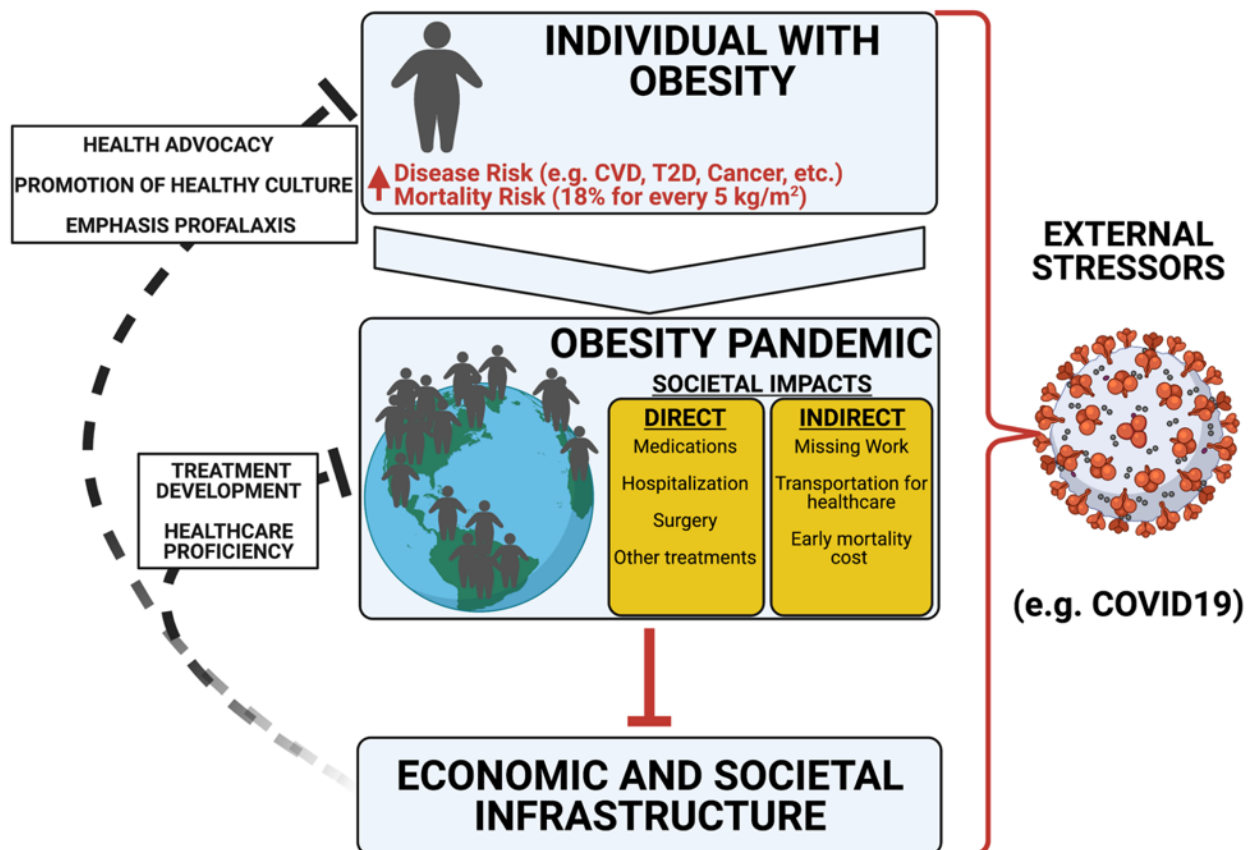 INDIVIDUAL WITH
OBESITY
Disease Risk (e.g. CVD, T2D, Cancer, etc.)
Mortality Risk (18% for every 5 kg/m²)
HEALTH ADVOCACY
PROMOTION OF HEALTHY CULTURE
EMPHASIS PROFALAXIS
EXTERNAL
STRESSORS
(e.g. COVID19)
OBESITY PANDEMIC
SOCIETAL IMPACTS
DIRECT
Medications
Hospitalization
Surgery
Other treatments
INDIRECT
Missing Work
Transportation for
healthcare
Early mortality
cost
TREATMENT
DEVELOPMENT
HEALTHCARE
PROFICIENCY
ECONOMIC AND SOCIETAL
INFRASTRUCTURE